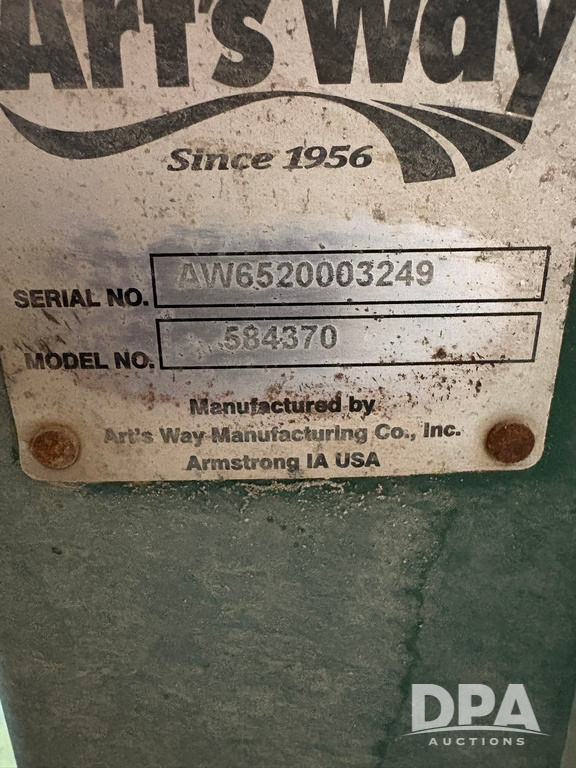 Art's Way
Since 1956
SERIAL NO. AW6520003249
MODEL NO. 584370
Manufactured by
Art's Way Manufacturing Co., Inc.
Armstrong IA USA
DPA
AUCTIONS